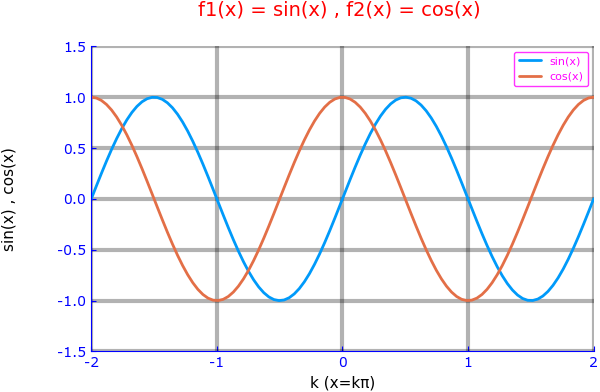 f1(x) = sin(x) , f2(x) = cos(x)
sin(x)
cos(x)
1.5
1.0
0.5
0.0
-0.5
-1.0
-1.5
sin(x) , cos(x)
-2 -1 0 1 2
k (x=kπ)